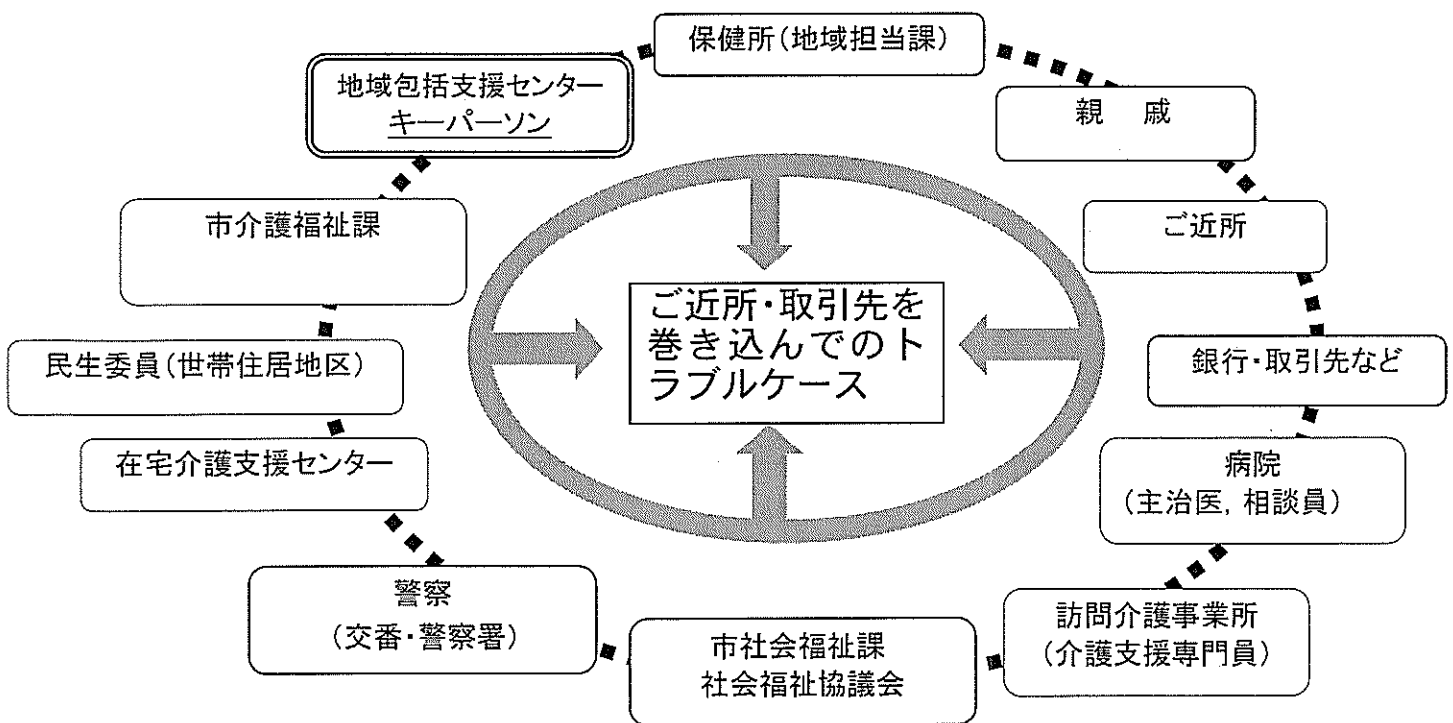 保健所（地域担当課）
地域包括支援センター
キーパーソン
親　戚
市介護福祉課
ご近所
ご近所・取引先を
巻き込んでのト
ラブルケース
民生委員（世帯住居地区）
銀行・取引先など
在宅介護支援センター
病院
（主治医，相談員）
警察
（交番・警察署）
訪問介護事業所
（介護支援専門員）
市社会福祉課
社会福祉協議会